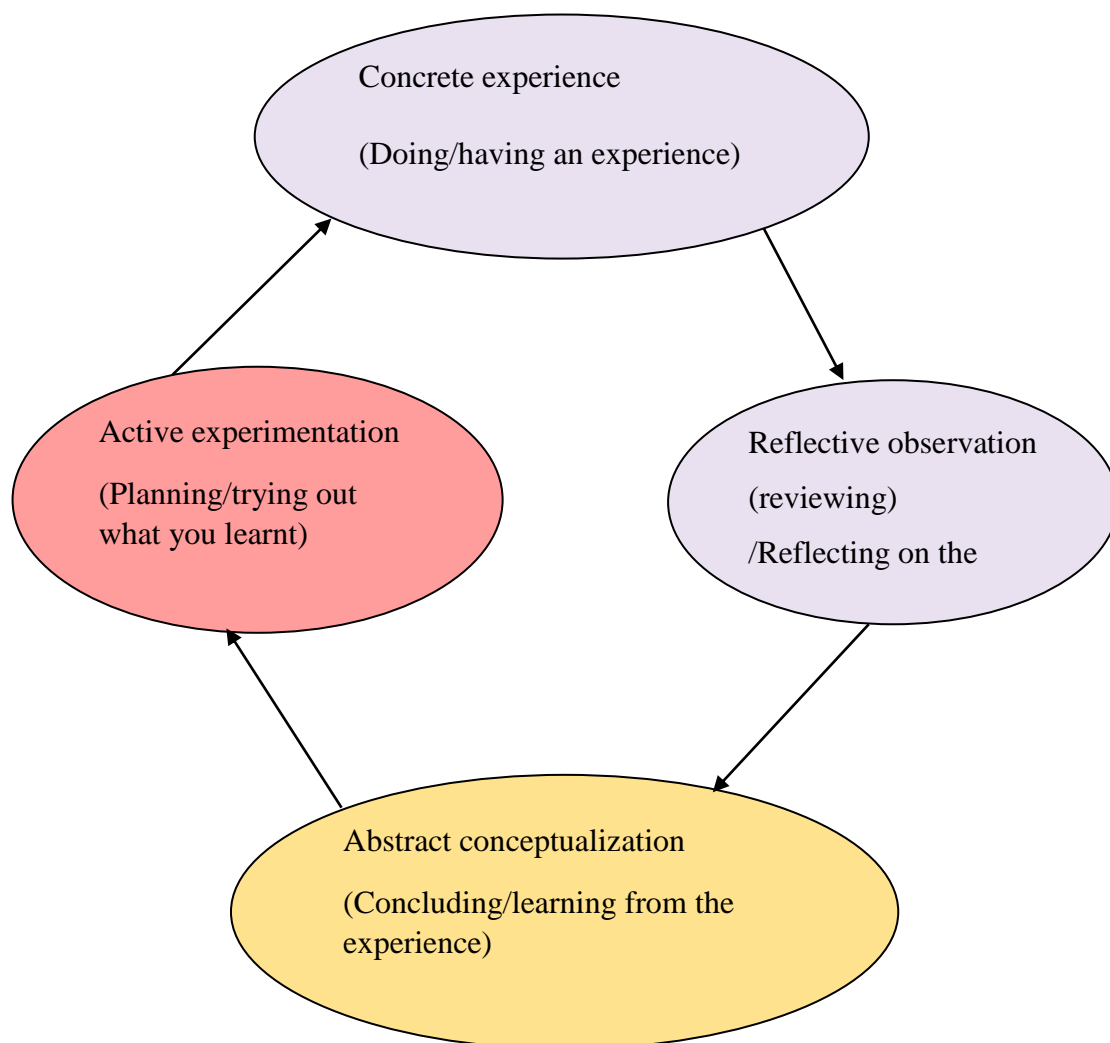 Concrete experience
(Doing/having an experience)
Active experimentation
(Planning/trying out
what you learnt)
Reflective observation
(reviewing)
/Reflecting on the
Abstract conceptualization
(Concluding/learning from the
experience)